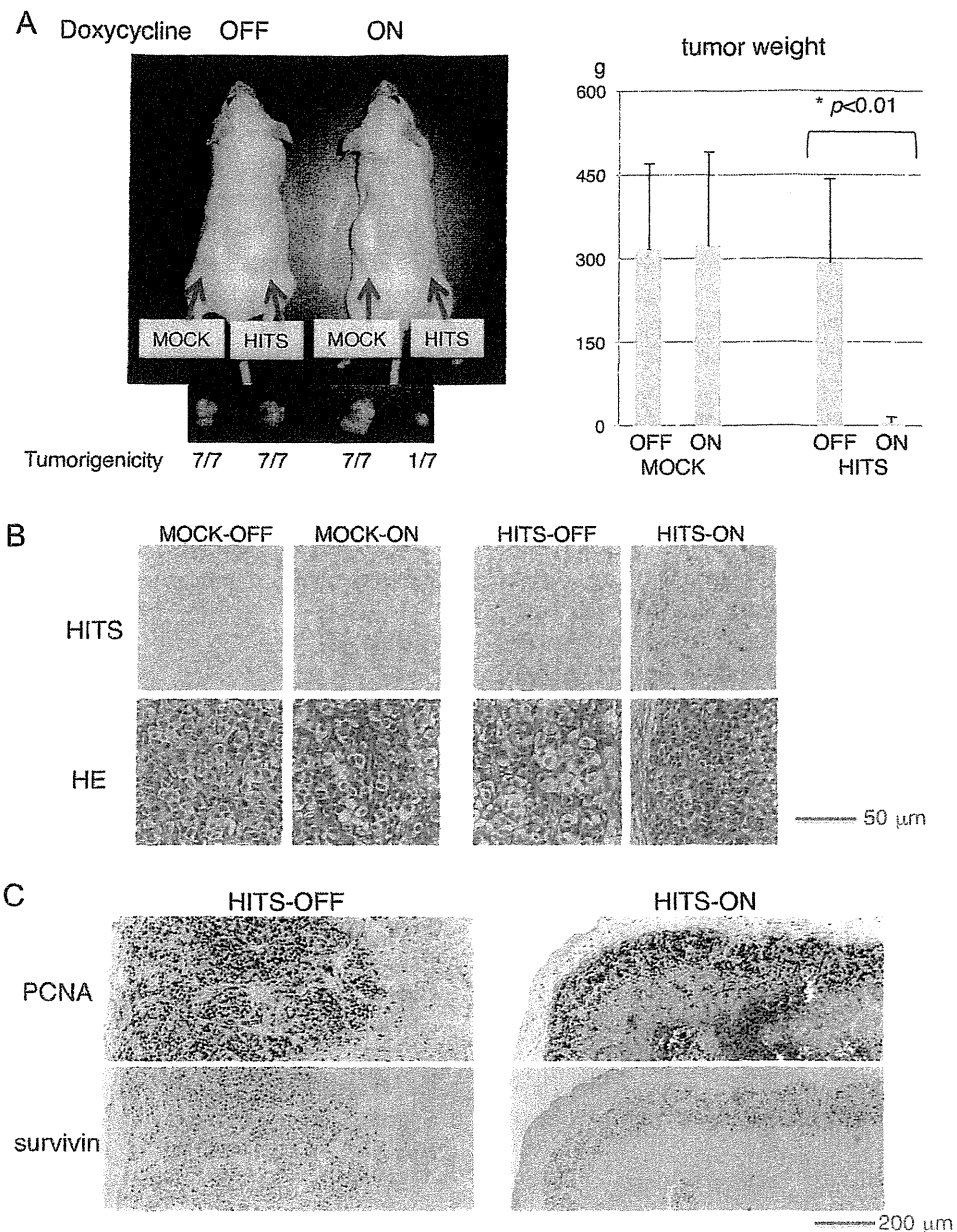 A
Doxycycline OFF ON
MOCK HITS MOCK HITS
Tumorigenicity 7/7 7/7 7/7 1/7
tumor weight
g
600
* p<0.01
450
300
150
0
OFF ON OFF ON
MOCK HITS
B
MOCK-OFF MOCK-ON HITS-OFF HITS-ON
HITS
HE
50 μm
C
HITS-OFF HITS-ON
PCNA
survivin
200 μm